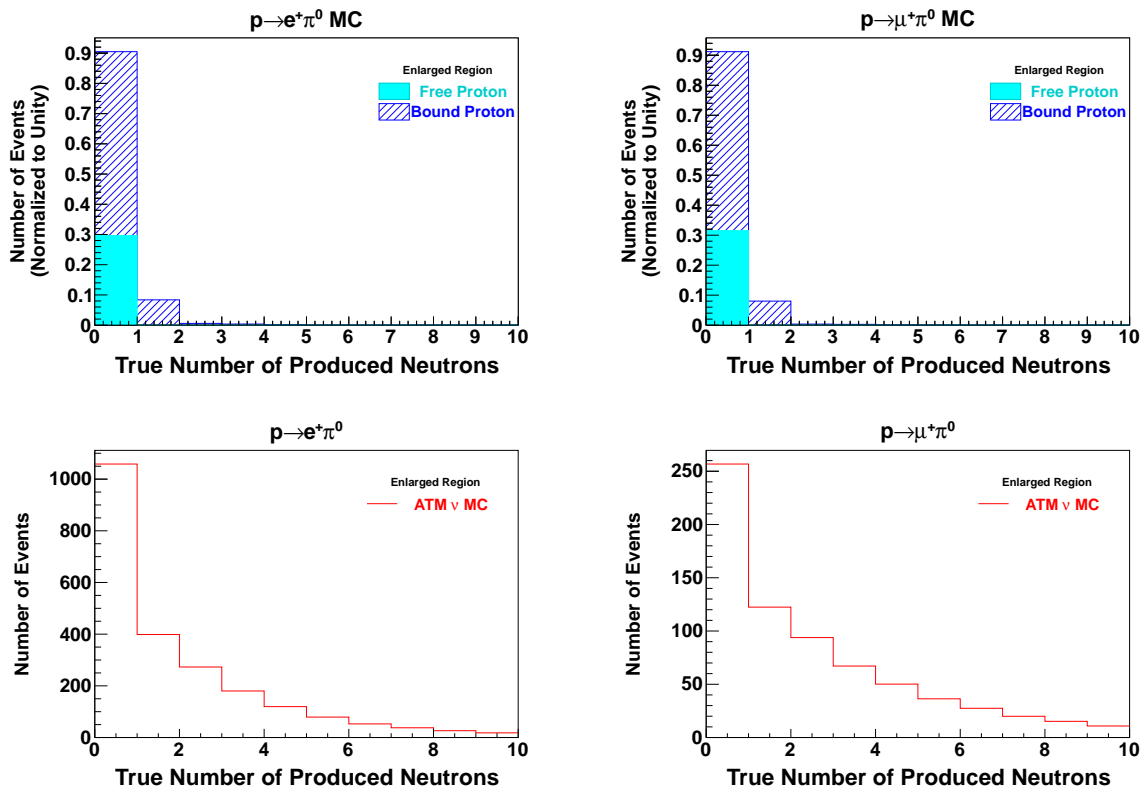 p→e⁺π⁰ MC
Number of Events
(Normalized to Unity)
0.9
0.8
0.7
0.6
0.5
0.4
0.3
0.2
0.1
0
Enlarged Region
Free Proton
Bound Proton
0 1 2 3 4 5 6 7 8 9 10
True Number of Produced Neutrons
p→μ⁺π⁰ MC
Number of Events
(Normalized to Unity)
0.9
0.8
0.7
0.6
0.5
0.4
0.3
0.2
0.1
0
Enlarged Region
Free Proton
Bound Proton
0 1 2 3 4 5 6 7 8 9 10
True Number of Produced Neutrons
p→e⁺π⁰
Number of Events
1000
800
600
400
200
0
Enlarged Region
ATM ν MC
0 2 4 6 8 10
True Number of Produced Neutrons
p→μ⁺π⁰
Number of Events
250
200
150
100
50
0
Enlarged Region
ATM ν MC
0 2 4 6 8 10
True Number of Produced Neutrons